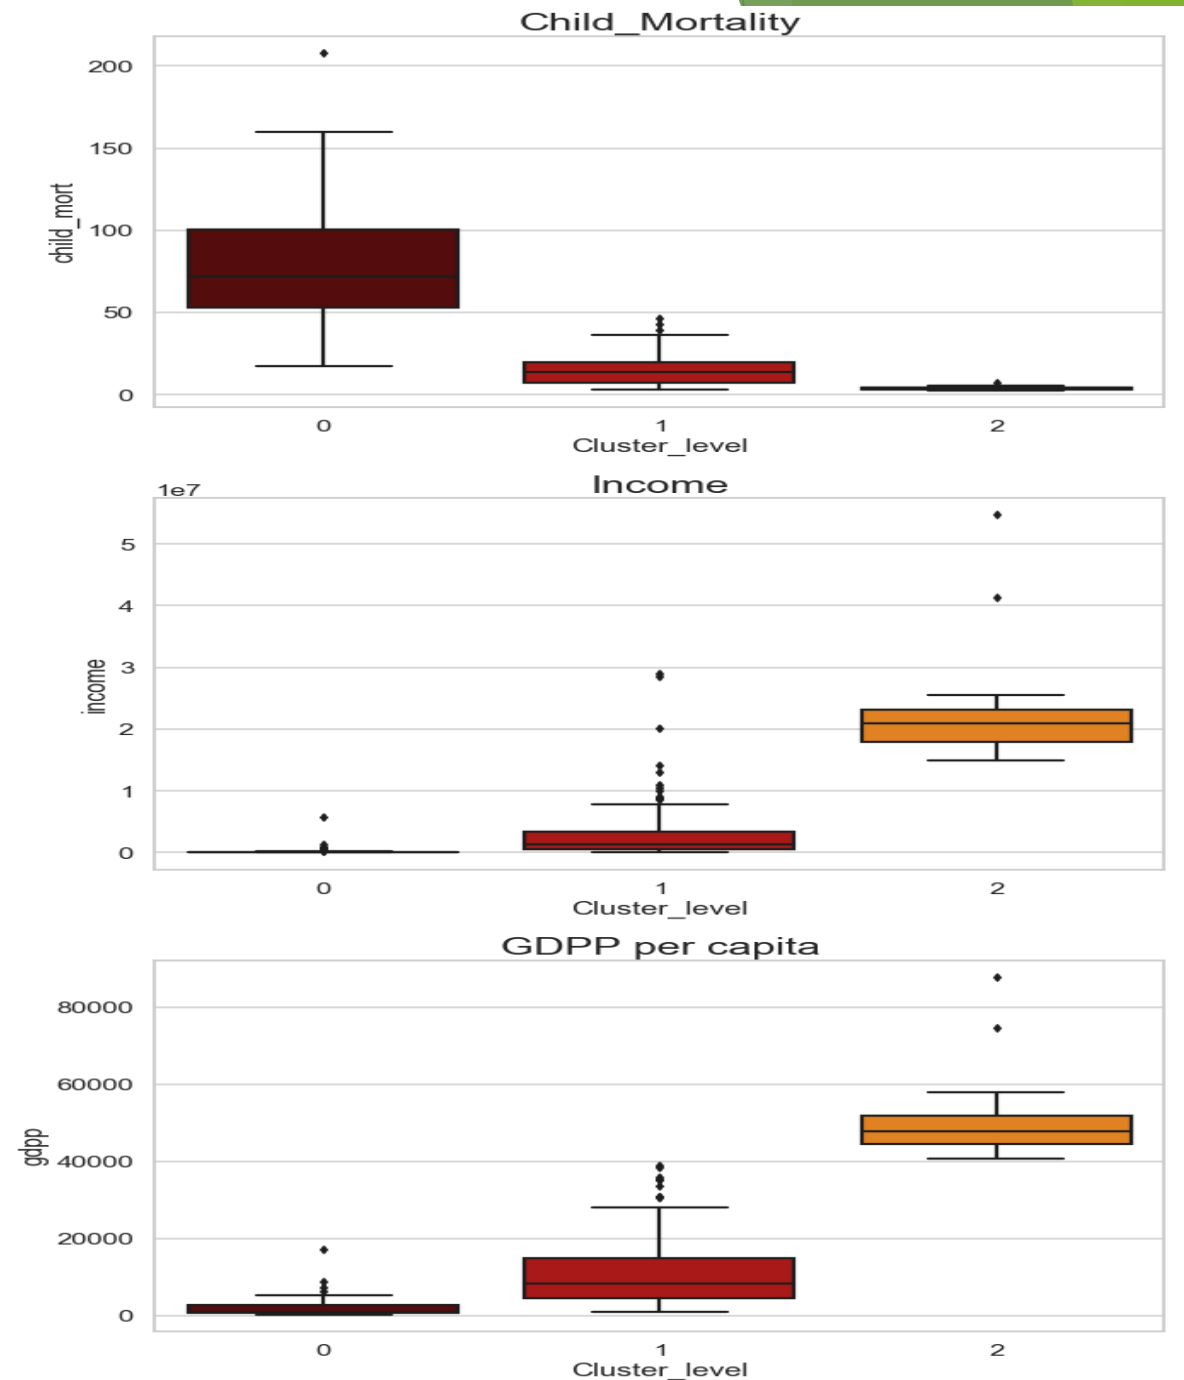 Child_Mortality
200
150
100
50
0
child_mort
0 1 2
Cluster_level
Income
1e7
5
4
3
2
1
0
income
0 1 2
Cluster_level
GDPP per capita
80000
60000
40000
20000
0
gdpp
0 1 2
Cluster_level